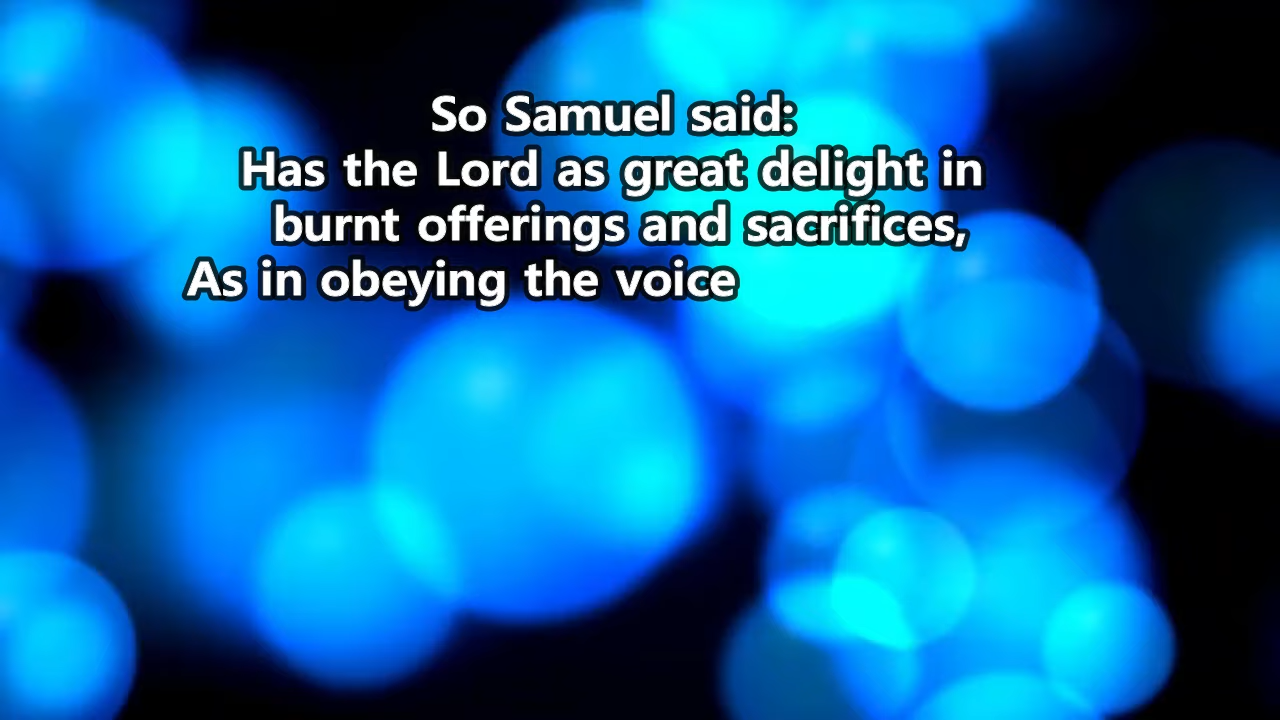 So Samuel said:
Has the Lord as great delight in
burnt offerings and sacrifices,
As in obeying the voice